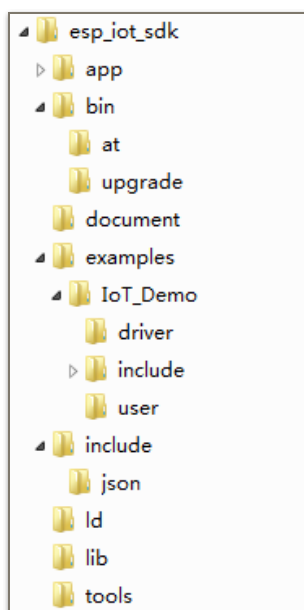 esp_iot_sdk
app
bin
at
upgrade
document
examples
IoT_Demo
driver
include
user
include
json
ld
lib
tools